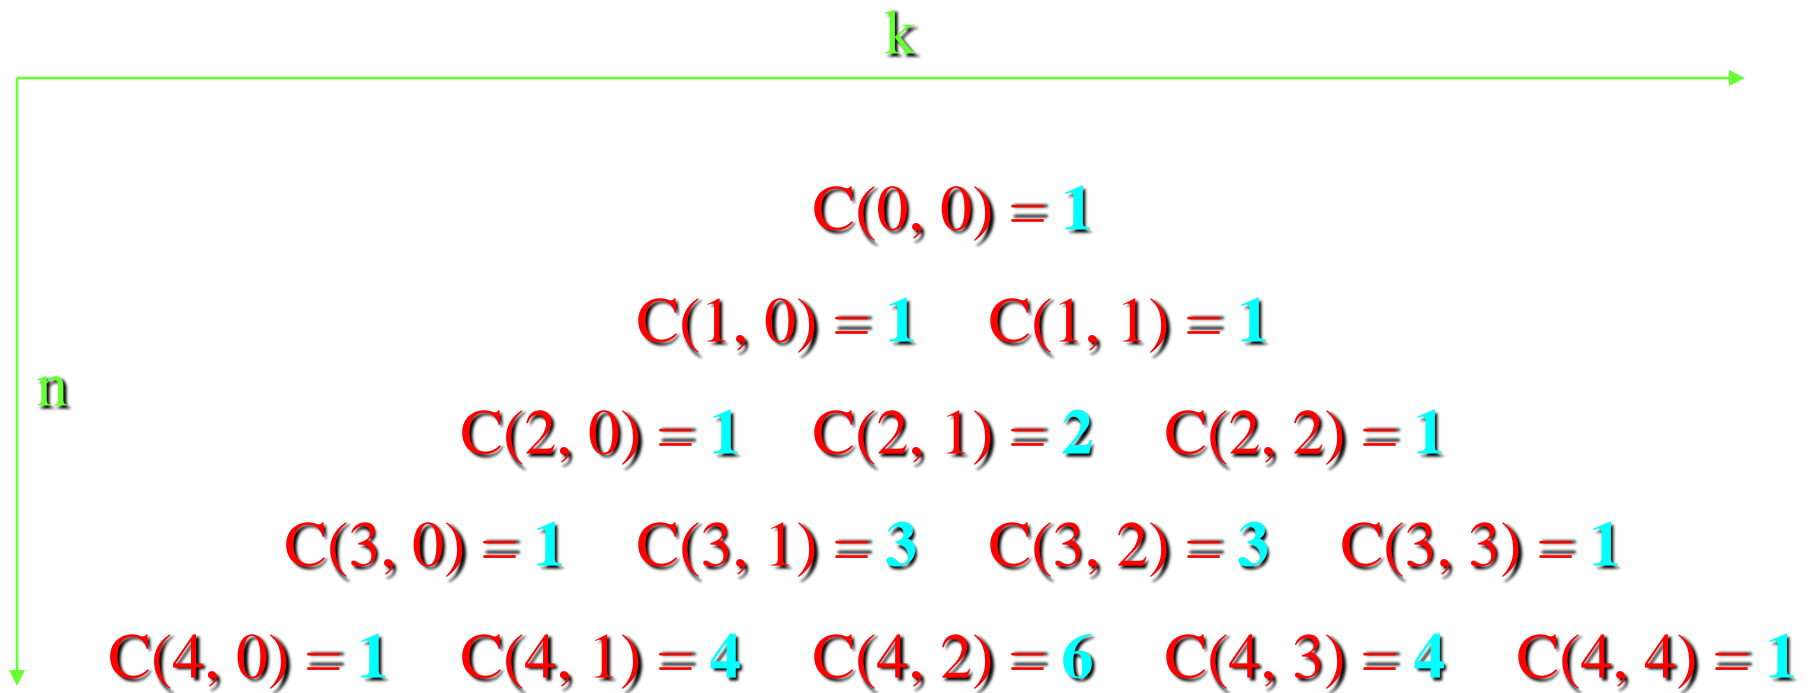 k
C(0, 0) = 1
C(1, 0) = 1 C(1, 1) = 1
n
C(2, 0) = 1 C(2, 1) = 2 C(2, 2) = 1
C(3, 0) = 1 C(3, 1) = 3 C(3, 2) = 3 C(3, 3) = 1
C(4, 0) = 1 C(4, 1) = 4 C(4, 2) = 6 C(4, 3) = 4 C(4, 4) = 1